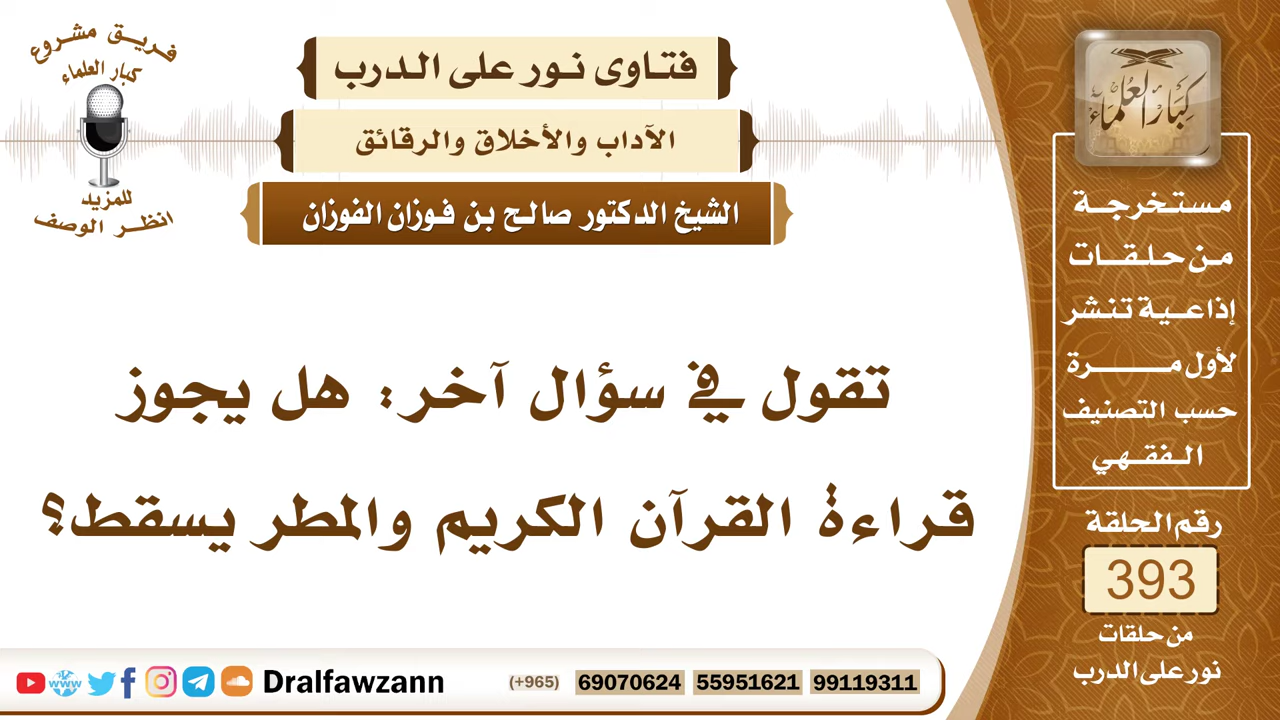 فريق مشروع
كبار العلماء
للمزيد
انظر الوصف
فتاوى نور على الدرب
الآداب والأخلاق والرقائق
الشيخ الدكتور صالح بن فوزان الفوزان
تقول في سؤال آخر: هل يجوز
قراءة القرآن الكريم والمطر يسقط؟
كبار العلماء
مستخرجة
من حلقات
إذاعية تنشر
لأول مرة
حسب التصنيف
الفقهي
رقم الحلقة
393
من حلقات
نور على الدرب
www Dralfawzann (+965) 69070624 55951621 99119311